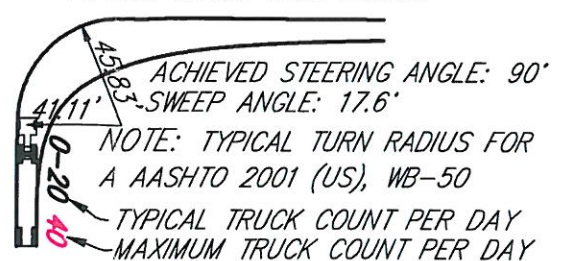 45.83'
41.11'
ACHIEVED STEERING ANGLE: 90°
SWEEP ANGLE: 17.6°
NOTE: TYPICAL TURN RADIUS FOR
A AASHTO 2001 (US), WB-50
0-20
TYPICAL TRUCK COUNT PER DAY
40
MAXIMUM TRUCK COUNT PER DAY